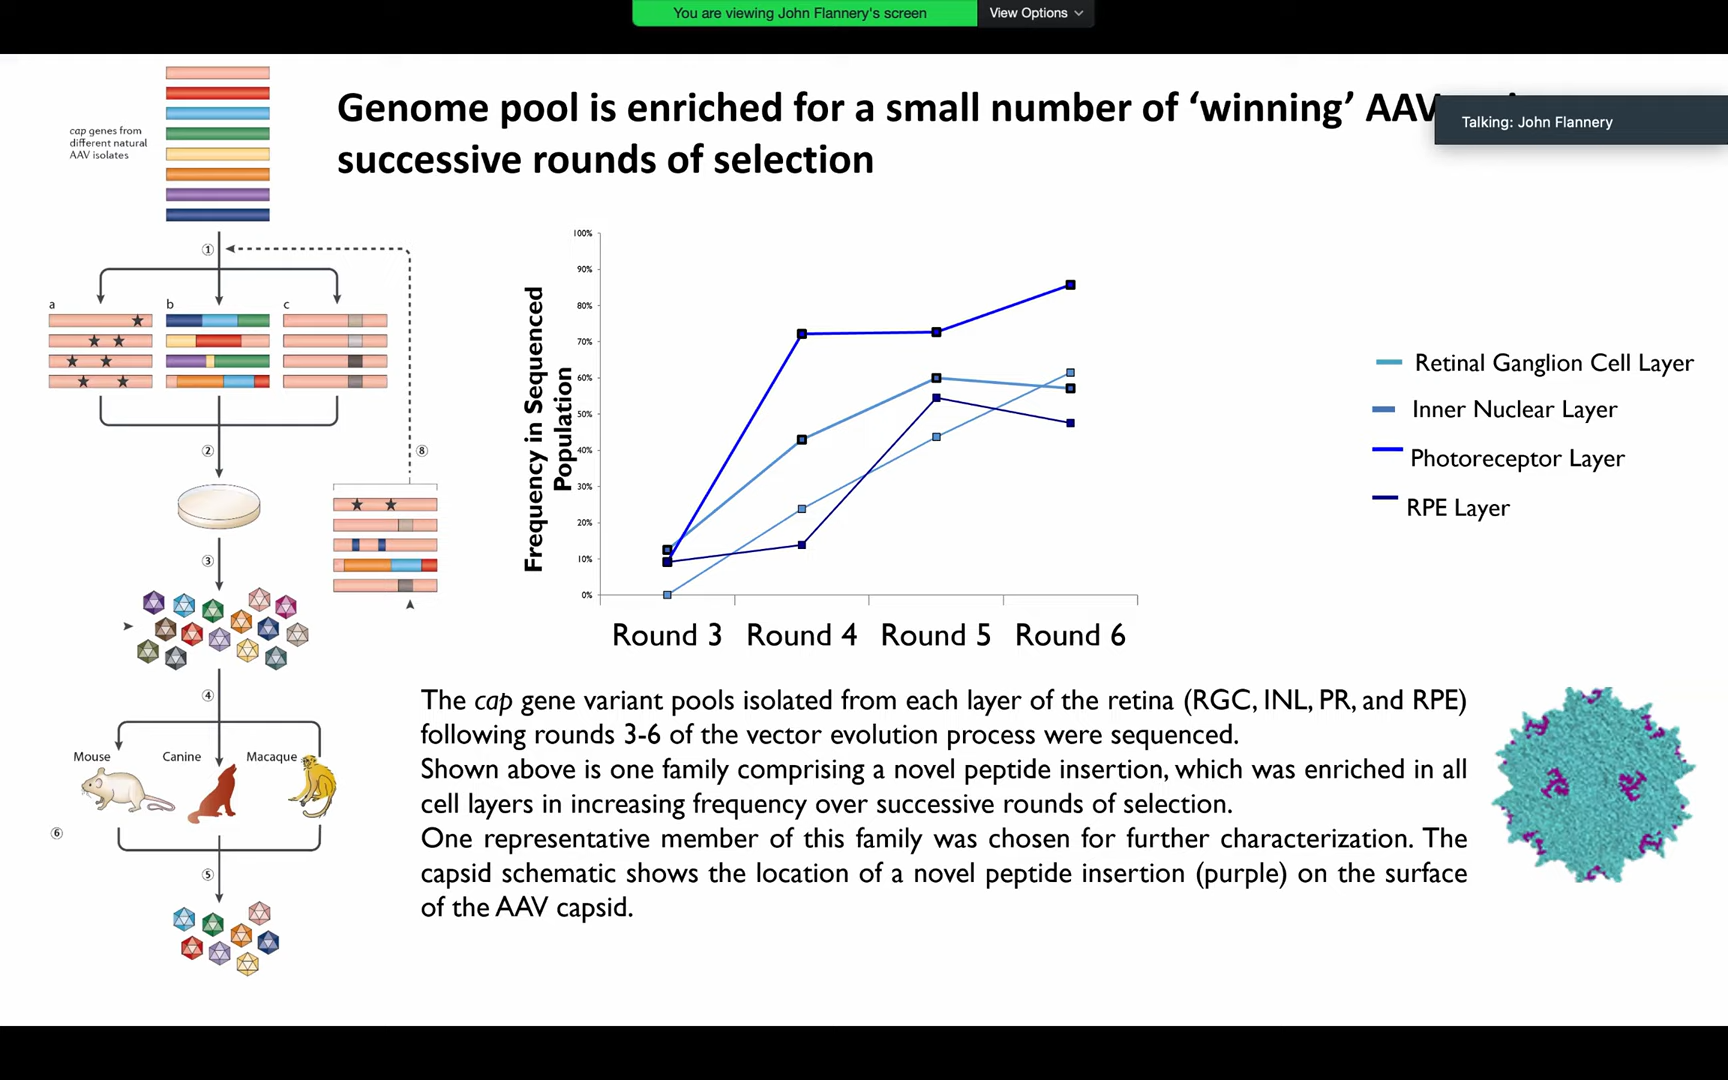 You are viewing John Flannery's screen
View Options
Talking: John Flannery
Genome pool is enriched for a small number of ‘winning’ AAV
successive rounds of selection
cap genes from
different natural
AAV isolates
①
a
b
c
②
⑧
③
④
Mouse
Canine
Macaque
⑥
⑤
100%
90%
80%
70%
60%
50%
40%
30%
20%
10%
0%
Frequency in Sequenced
Population
Round 3
Round 4
Round 5
Round 6
Retinal Ganglion Cell Layer
Inner Nuclear Layer
Photoreceptor Layer
RPE Layer
The cap gene variant pools isolated from each layer of the retina (RGC, INL, PR, and RPE)
following rounds 3-6 of the vector evolution process were sequenced.
Shown above is one family comprising a novel peptide insertion, which was enriched in all
cell layers in increasing frequency over successive rounds of selection.
One representative member of this family was chosen for further characterization. The
capsid schematic shows the location of a novel peptide insertion (purple) on the surface
of the AAV capsid.